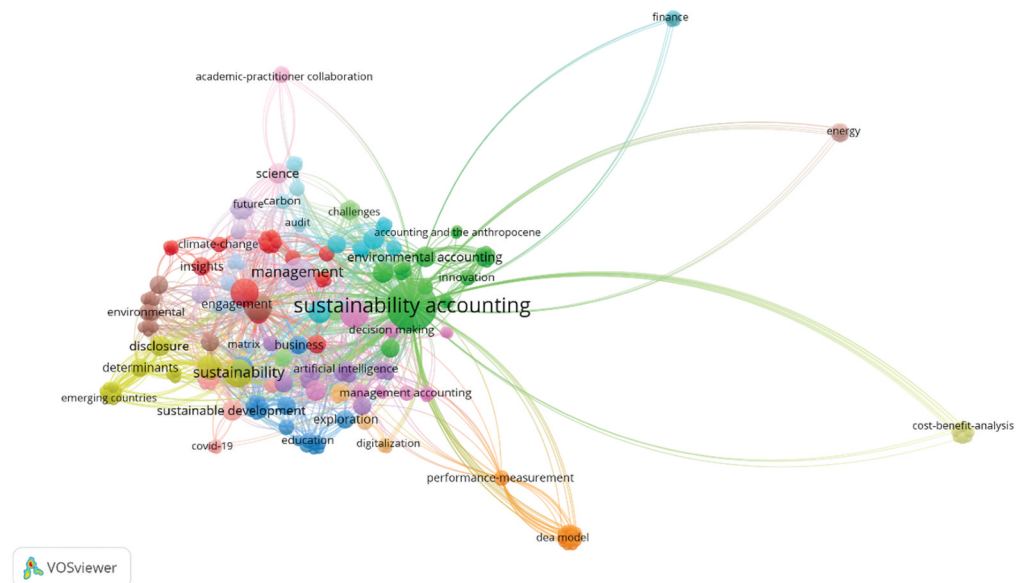 finance
academic-practitioner collaboration
energy
science
future
carbon
challenges
audit
accounting and the anthropocene
climate-change
environmental accounting
insights
management
innovation
engagement
sustainability accounting
environmental
decision making
disclosure
matrix
business
determinants
sustainability
artificial intelligence
emerging countries
management accounting
sustainable development
exploration
cost-benefit-analysis
covid-19
education
digitalization
performance-measurement
dea model
VOSviewer